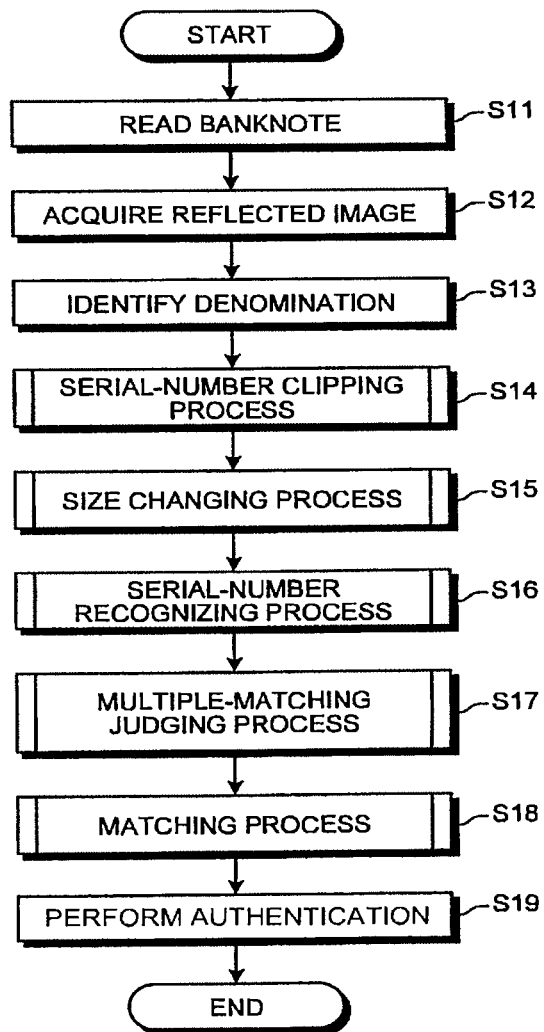 START
READ BANKNOTE
S11
ACQUIRE REFLECTED IMAGE
S12
IDENTIFY DENOMINATION
S13
SERIAL-NUMBER CLIPPING
PROCESS
S14
SIZE CHANGING PROCESS
S15
SERIAL-NUMBER
RECOGNIZING PROCESS
S16
MULTIPLE-MATCHING
JUDGING PROCESS
S17
MATCHING PROCESS
S18
PERFORM AUTHENTICATION
S19
END